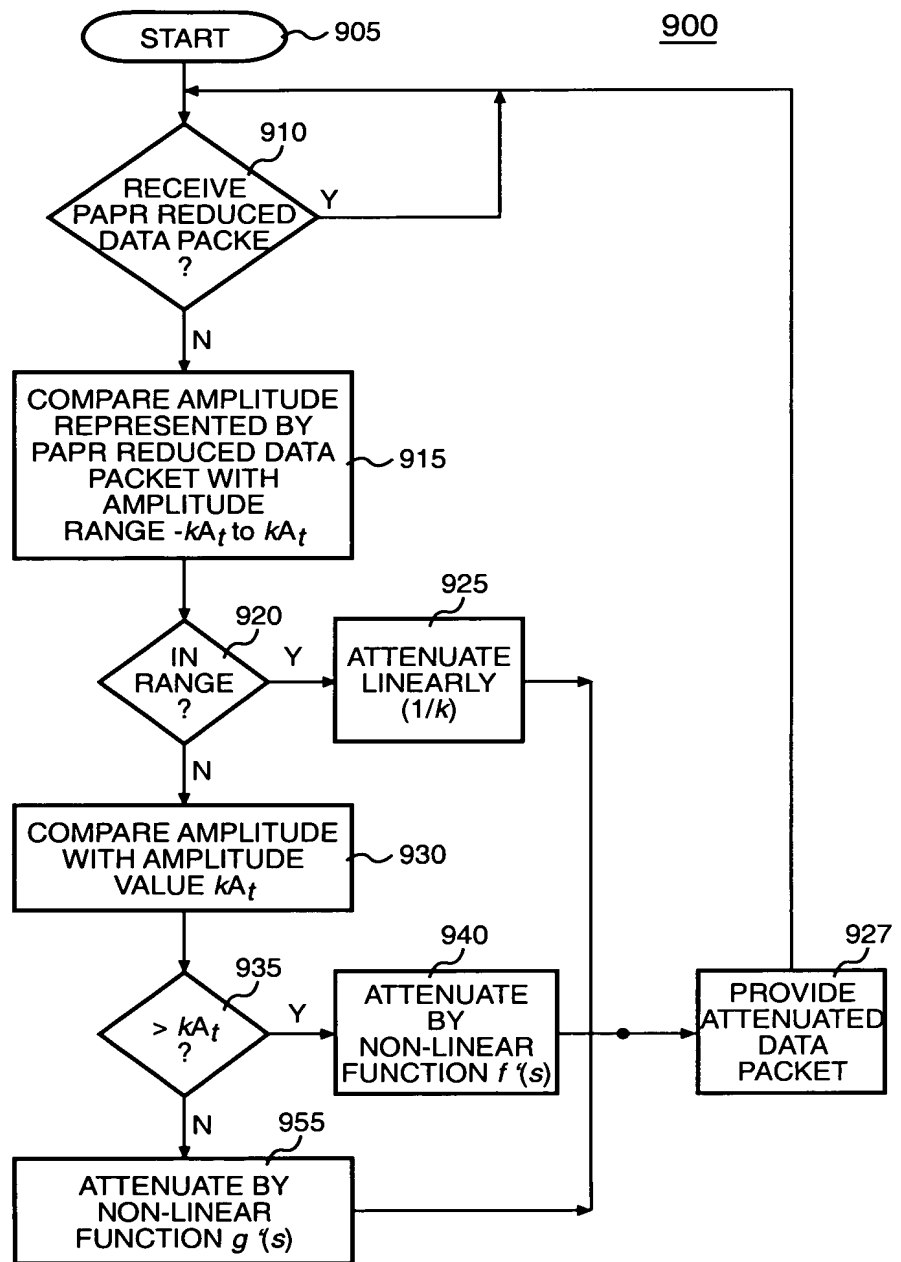 900
START
905
910
RECEIVE
PAPR REDUCED
DATA PACKE
?
Y
N
COMPARE AMPLITUDE
REPRESENTED BY
PAPR REDUCED DATA
PACKET WITH
AMPLITUDE
RANGE -kAt to kAt
915
920
IN
RANGE
?
Y
N
925
ATTENUATE
LINEARLY
(1/k)
COMPARE AMPLITUDE
WITH AMPLITUDE
VALUE kAt
930
935
> kAt
?
Y
N
940
ATTENUATE
BY
NON-LINEAR
FUNCTION f ‘(s)
927
PROVIDE
ATTENUATED
DATA
PACKET
955
ATTENUATE BY
NON-LINEAR
FUNCTION g ‘(s)